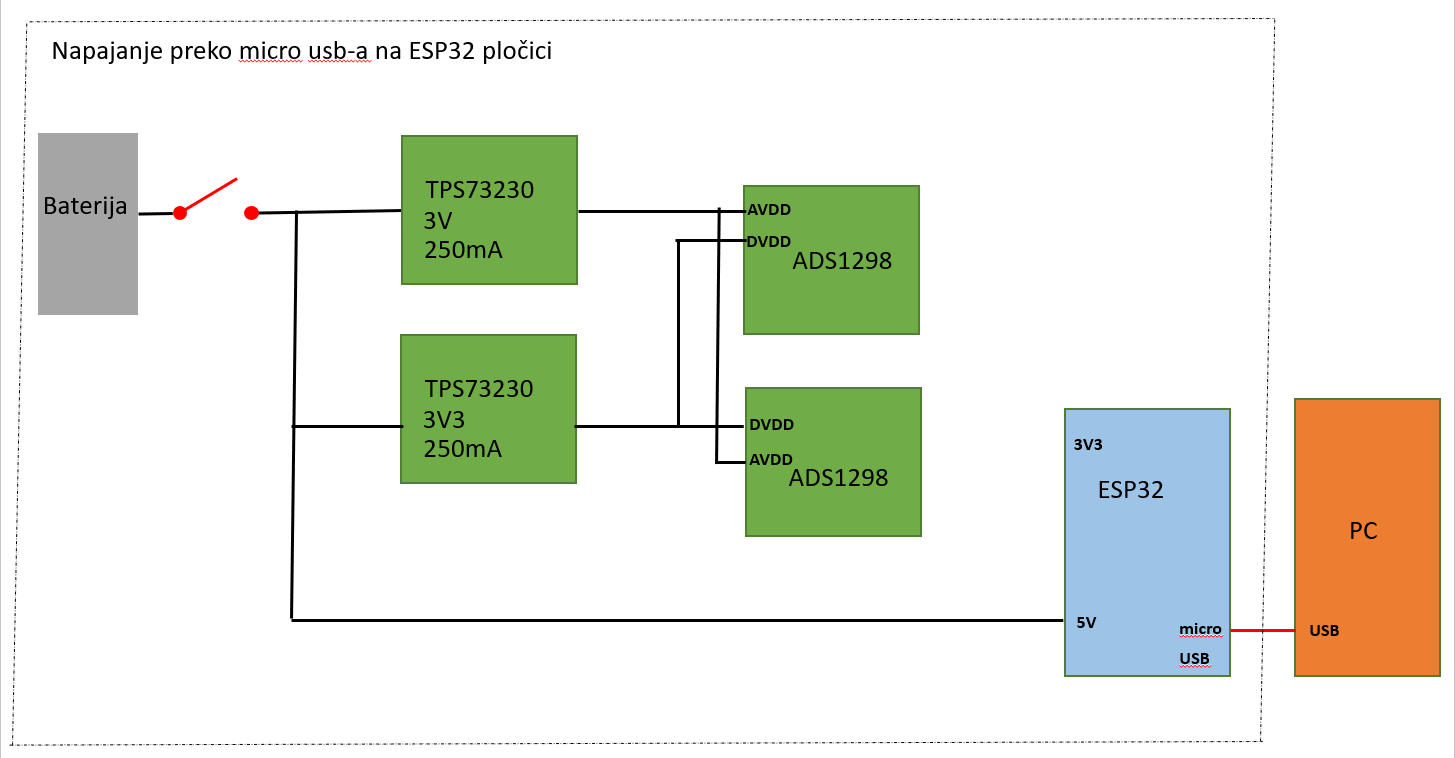 Napajanje preko micro usb-a na ESP32 pločici
Baterija
TPS73230
3V
250mA
AVDD
DVDD
ADS1298
TPS73230
3V3
250mA
DVDD
AVDD
ADS1298
3V3
ESP32
5V
micro
USB
PC
USB